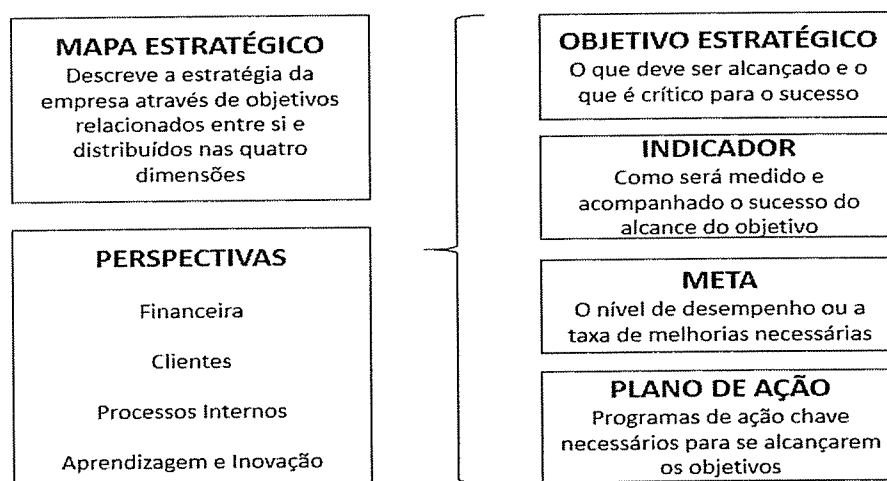 MAPA ESTRATÉGICO
Descreve a estratégia da
empresa através de objetivos
relacionados entre si e
distribuídos nas quatro
dimensões
PERSPECTIVAS
Financeira
Clientes
Processos Internos
Aprendizagem e Inovação
OBJETIVO ESTRATÉGICO
O que deve ser alcançado e o
que é crítico para o sucesso
INDICADOR
Como será medido e
acompanhado o sucesso do
alcance do objetivo
META
O nível de desempenho ou a
taxa de melhorias necessárias
PLANO DE AÇÃO
Programas de ação chave
necessários para se alcançarem
os objetivos